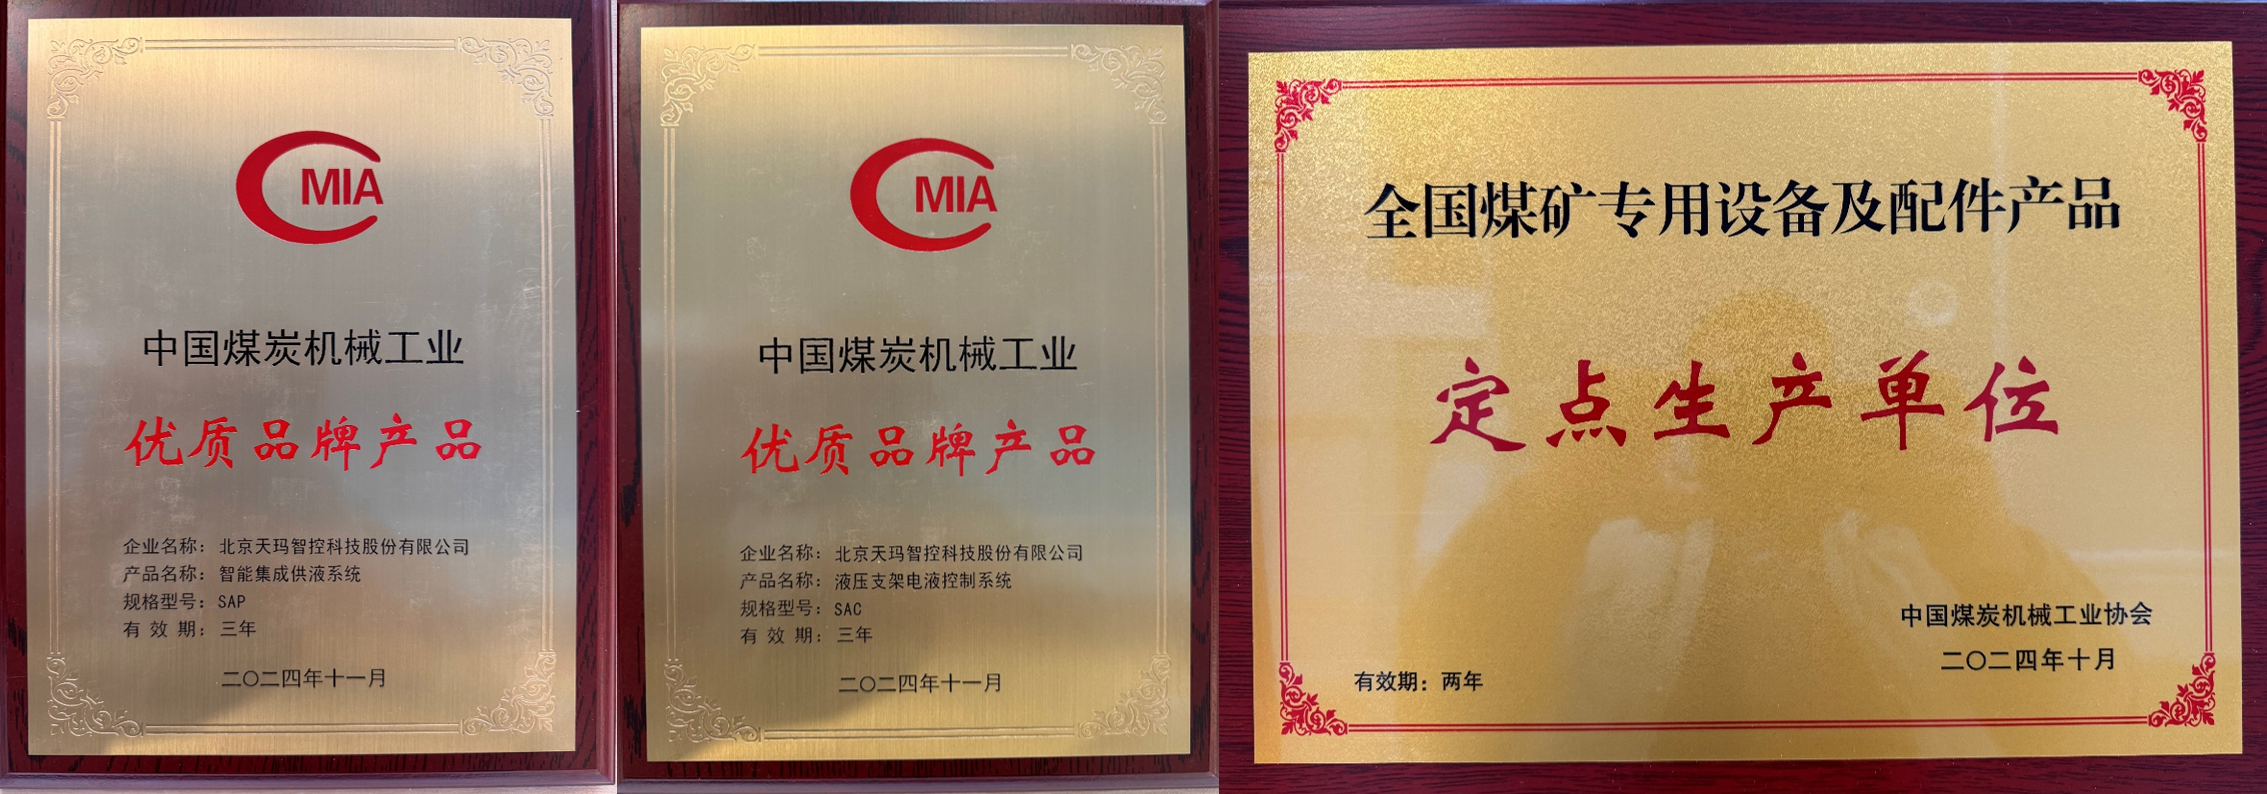 CMIA
中国煤炭机械工业
优质品牌产品
企业名称：北京天玛智控科技股份有限公司
产品名称：智能集成供液系统
规格型号：SAP
有效期：三年
二〇二四年十一月
CMIA
中国煤炭机械工业
优质品牌产品
企业名称：北京天玛智控科技股份有限公司
产品名称：液压支架电液控制系统
规格型号：SAC
有效期：三年
二〇二四年十一月
全国煤矿专用设备及配件产品
定点生产单位
中国煤炭机械工业协会
二〇二四年十月
有效期：两年